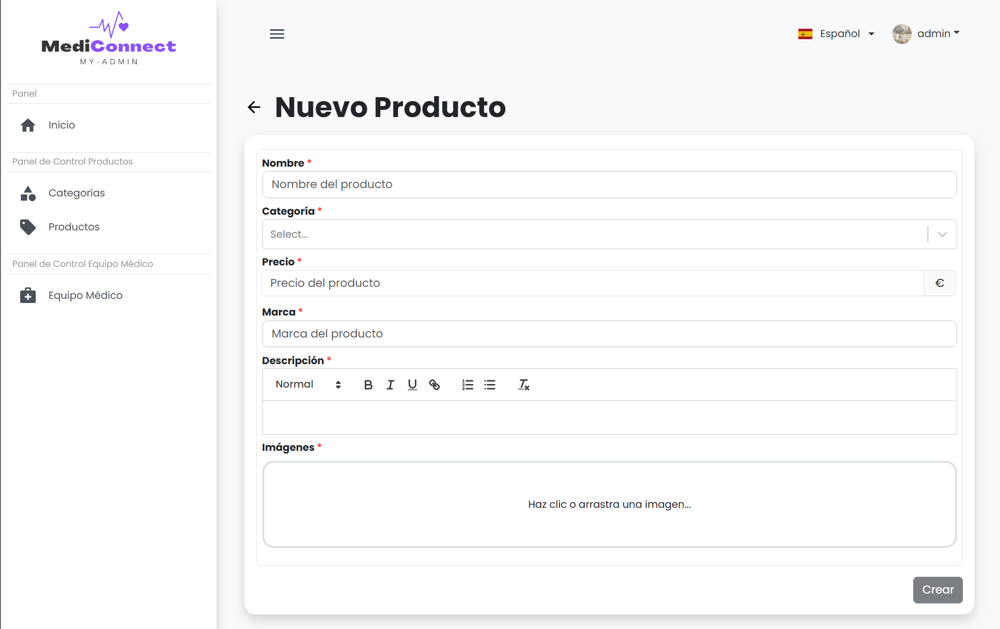 MediConnect
MY-ADMIN
Panel
Inicio
Panel de Control Productos
Categorías
Productos
Panel de Control Equipo Médico
Equipo Médico
Español
admin
Nuevo Producto
Nombre *
Nombre del producto
Categoría *
Select...
Precio *
Precio del producto €
Marca *
Marca del producto
Descripción *
Normal
Imágenes *
Haz clic o arrastra una imagen...
Crear